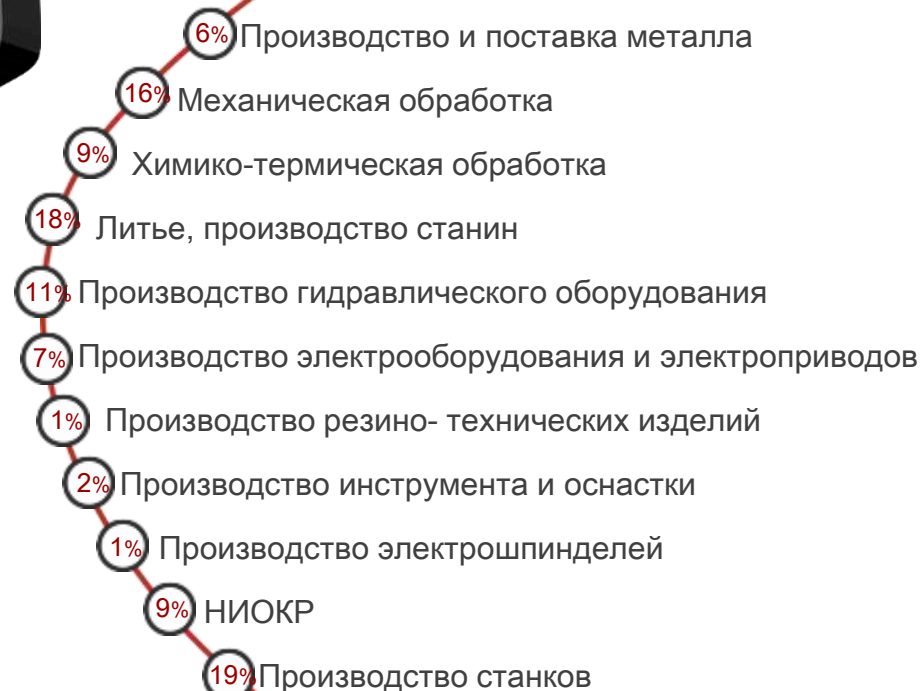 6% Производство и поставка металла
16% Механическая обработка
9% Химико-термическая обработка
18% Литье, производство станин
11% Производство гидравлического оборудования
7% Производство электрооборудования и электроприводов
1% Производство резино- технических изделий
2% Производство инструмента и оснастки
1% Производство электрошпинделей
9% НИОКР
19% Производство станков